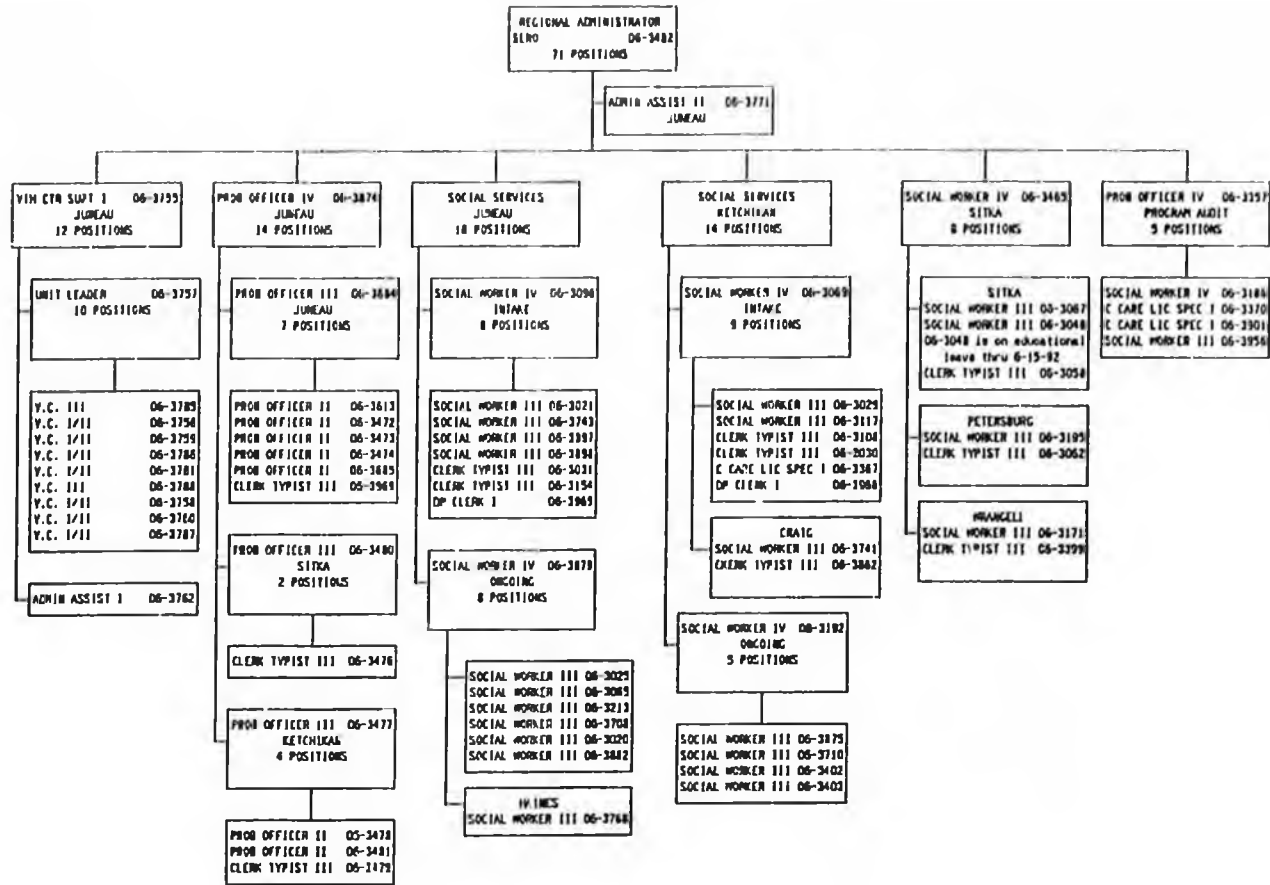 REGIONAL ADMINISTRATOR
SERO 06-3482
71 POSITIONS
ADMIN ASSIST II 06-3771
JUNEAU
YTH CTR SUPT I 06-3755
JUNEAU
12 POSITIONS
UNIT LEADER 06-3757
10 POSITIONS
Y.C. III 06-3785
Y.C. I/II 06-3756
Y.C. I/II 06-3759
Y.C. I/II 06-3786
Y.C. I/II 06-3781
Y.C. III 06-3788
Y.C. I/II 06-3758
Y.C. I/II 06-3760
Y.C. I/II 06-3787
ADMIN ASSIST I 06-3762
PROB OFFICER IV 06-3874
JUNEAU
14 POSITIONS
PROB OFFICER III 06-3684
JUNEAU
7 POSITIONS
PROB OFFICER II 06-3613
PROB OFFICER II 06-3472
PROB OFFICER II 06-3473
PROB OFFICER II 06-3474
PROB OFFICER II 06-3685
CLERK TYPIST III 06-3969
PROB OFFICER III 06-3480
SITKA
2 POSITIONS
CLERK TYPIST III 06-3476
PROB OFFICER III 06-3477
KETCHIKAN
4 POSITIONS
PROB OFFICER II 06-3478
PROB OFFICER II 06-3481
CLERK TYPIST III 06-3479
SOCIAL SERVICES
JUNEAU
18 POSITIONS
SOCIAL WORKER IV 06-3096
INTAKE
8 POSITIONS
SOCIAL WORKER III 06-3021
SOCIAL WORKER III 06-3743
SOCIAL WORKER III 06-3897
SOCIAL WORKER III 06-3898
CLERK TYPIST III 06-3031
CLERK TYPIST III 06-3154
DP CLERK I 06-3965
SOCIAL WORKER IV 06-3878
ONGOING
8 POSITIONS
SOCIAL WORKER III 06-3025
SOCIAL WORKER III 06-3065
SOCIAL WORKER III 06-3213
SOCIAL WORKER III 06-3708
SOCIAL WORKER III 06-3020
SOCIAL WORKER III 06-3882
SOCIAL WORKER III 06-3768
SOCIAL SERVICES
KETCHIKAN
14 POSITIONS
SOCIAL WORKER IV 06-3069
INTAKE
9 POSITIONS
SOCIAL WORKER III 06-3029
SOCIAL WORKER III 06-3117
CLERK TYPIST III 06-3108
CLERK TYPIST III 06-3030
C CARE LIC SPEC I 06-3367
DP CLERK I 06-3988
CRAIG
SOCIAL WORKER III 06-3741
CKERK TYPIST III 06-3862
SOCIAL WORKER IV 06-3192
ONGOING
5 POSITIONS
SOCIAL WORKER III 06-3875
SOCIAL WORKER III 06-3710
SOCIAL WORKER III 06-3402
SOCIAL WORKER III 06-3403
SOCIAL WORKER IV 06-3465
SITKA
8 POSITIONS
SITKA
SOCIAL WORKER III 06-3067
SOCIAL WORKER III 06-3048
06-3048 is on educational
leave thru 6-15-92
CLERK TYPIST III 06-3058
PETERSBURG
SOCIAL WORKER III 06-3195
CLERK TYPIST III 06-3062
WRANGELL
SOCIAL WORKER III 06-3171
CLERK TYPIST III 06-3399
PROB OFFICER IV 06-3357
PROGRAM AUDIT
5 POSITIONS
SOCIAL WORKER IV 06-3186
C CARE LIC SPEC I 06-3370
C CARE LIC SPEC I 06-3901
SOCIAL WORKER III 06-3956